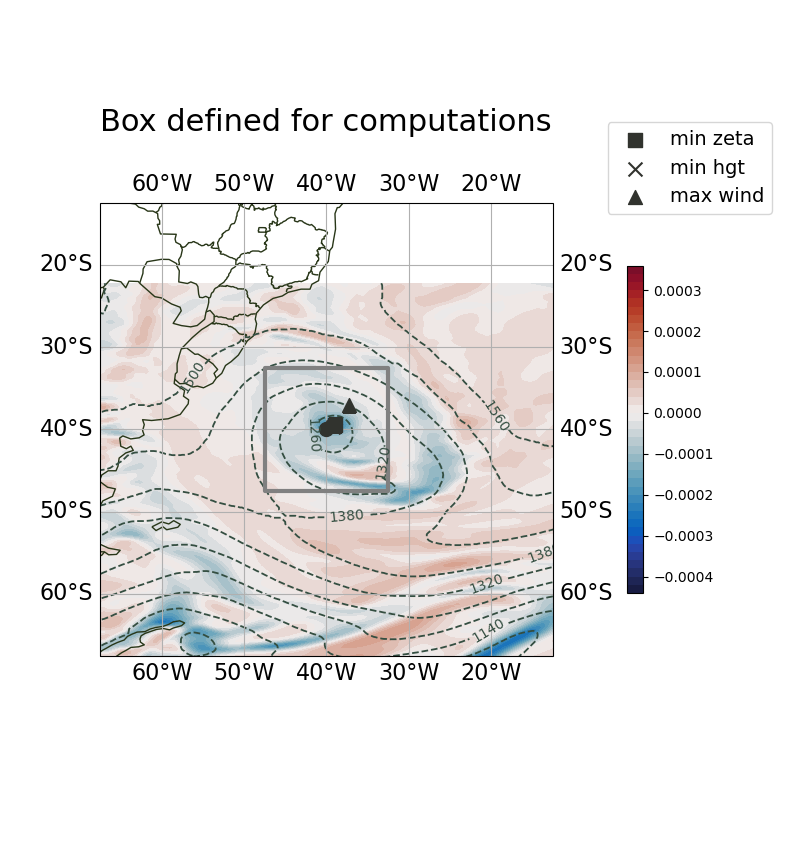 Box defined for computations
min zeta
min hgt
max wind
60°W 50°W 40°W 30°W 20°W
20°S 20°S
30°S 30°S
40°S 40°S
50°S 50°S
60°S 60°S
60°W 50°W 40°W 30°W 20°W
1500
1560
1260
1320
1380
138
1320
1140
0.0003
0.0002
0.0001
0.0000
−0.0001
−0.0002
−0.0003
−0.0004